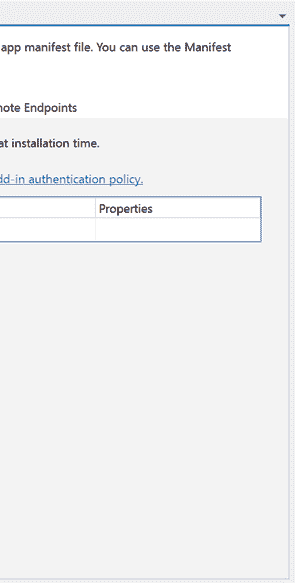 app manifest file. You can use the Manifest
note Endpoints
at installation time.
dd-in authentication policy.
Properties